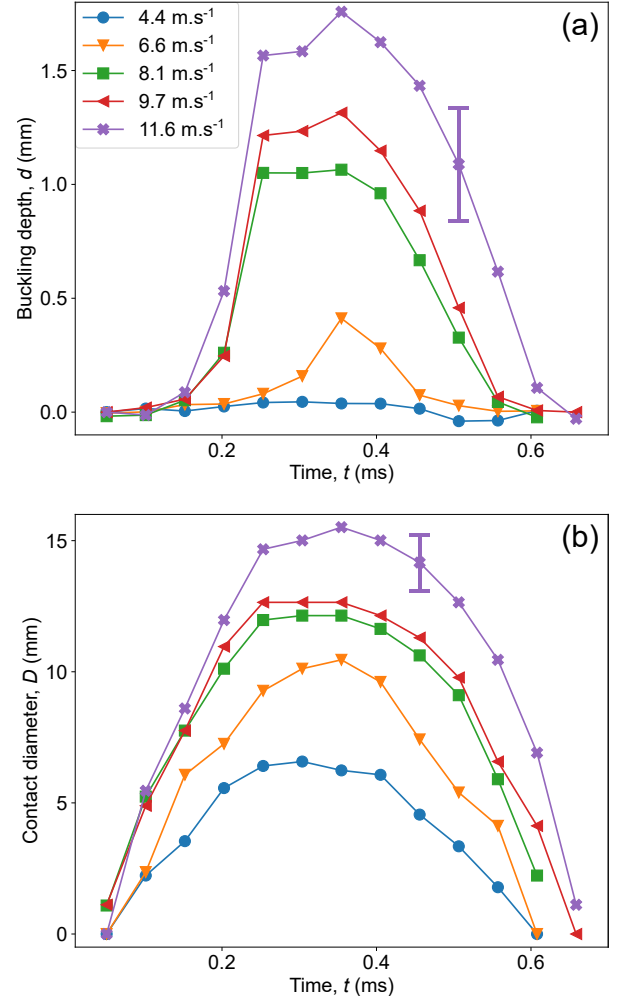 (a)
4.4 m.s⁻¹
6.6 m.s⁻¹
8.1 m.s⁻¹
9.7 m.s⁻¹
11.6 m.s⁻¹
Buckling depth, d (mm)
1.5
1.0
0.5
0.0
0.2 0.4 0.6
Time, t (ms)
(b)
Contact diameter, D (mm)
15
10
5
0
0.2 0.4 0.6
Time, t (ms)